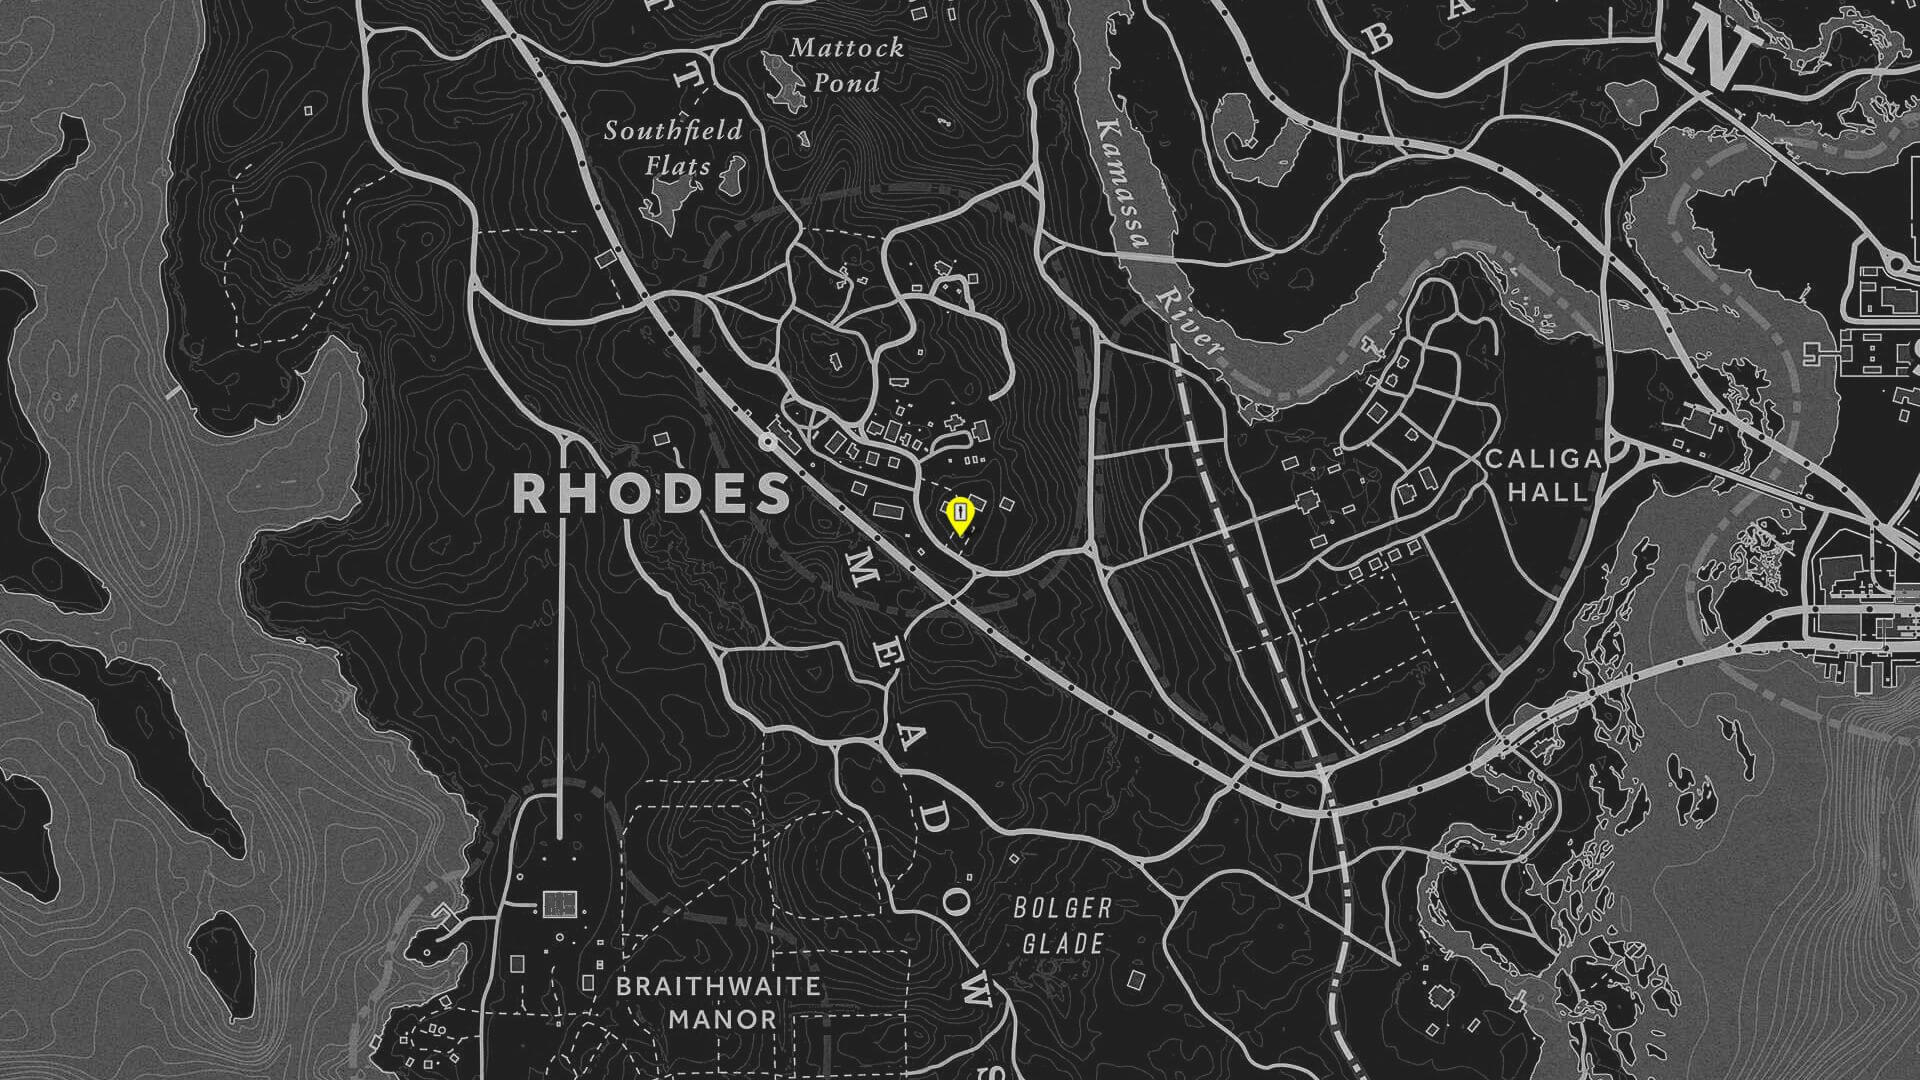 Mattock
Pond
Southfield
Flats
Kamassa
River
RHODES
CALIGA
HALL
M
E
A
D
O
W
S
BOLGER
GLADE
BRAITHWAITE
MANOR
B
A
N
T